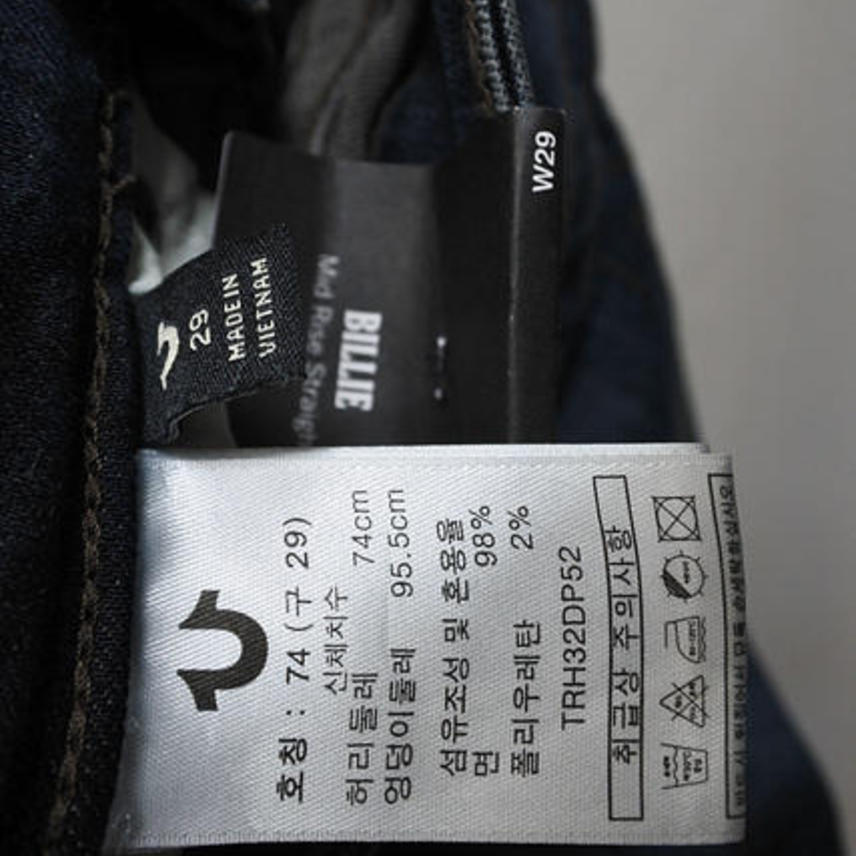 W29
BILLIE
Mid Rise Straigh
29
MADE IN
VIETNAM
호칭 : 74 (구 29)
신체치수
허리둘레 74cm
엉덩이둘레 95.5cm
섬유조성 및 혼용율
면 98%
폴리우레탄 2%
TRH32DP52
취급상 주의사항